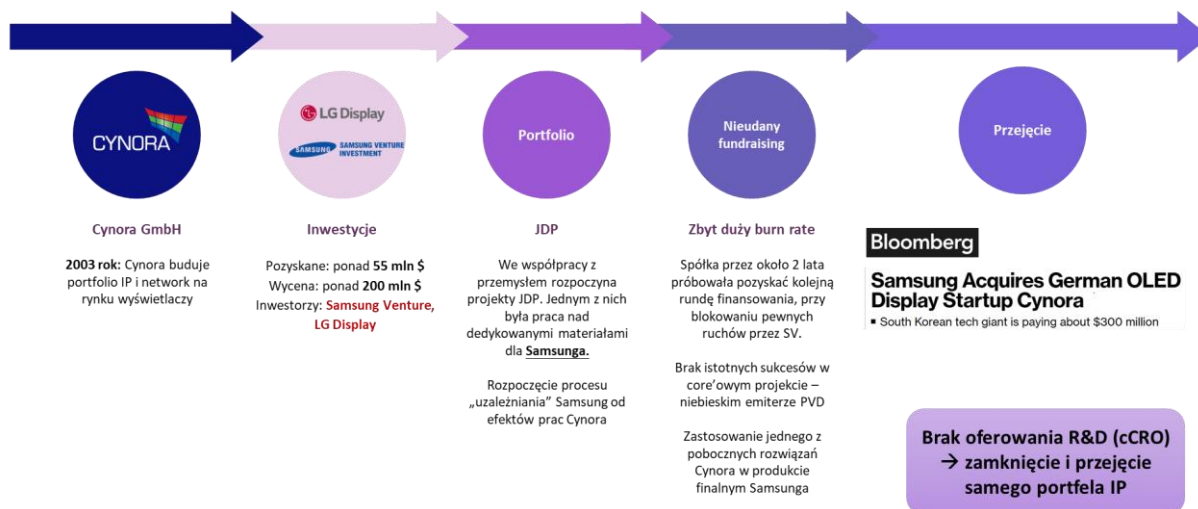 CYNORA
LG Display
SAMSUNG
SAMSUNG VENTURE
INVESTMENT
Portfolio
Nieudany
fundraising
Przejęcie
Cynora GmbH
2003 rok: Cynora buduje
portfolio IP i network na
rynku wyświetlaczy
Inwestycje
Pozyskane: ponad 55 mln $
Wycena: ponad 200 mln $
Inwestorzy: Samsung Venture,
LG Display
JDP
We współpracy z
przemysłem rozpoczyna
projekty JDP. Jednym z nich
była praca nad
dedykowanymi materiałami
dla Samsunga.
Rozpoczęcie procesu
„uzależniania” Samsung od
efektów prac Cynora
Zbyt duży burn rate
Spółka przez około 2 lata
próbowała pozyskać kolejną
rundę finansowania, przy
blokowaniu pewnych
ruchów przez SV.
Brak istotnych sukcesów w
core’owym projekcie –
niebieskim emiterze PVD
Zastosowanie jednego z
pobocznych rozwiązań
Cynora w produkcie
finalnym Samsunga
Bloomberg
Samsung Acquires German OLED
Display Startup Cynora
▪ South Korean tech giant is paying about $300 million
Brak oferowania R&D (cCRO)
→ zamknięcie i przejęcie
samego portfela IP